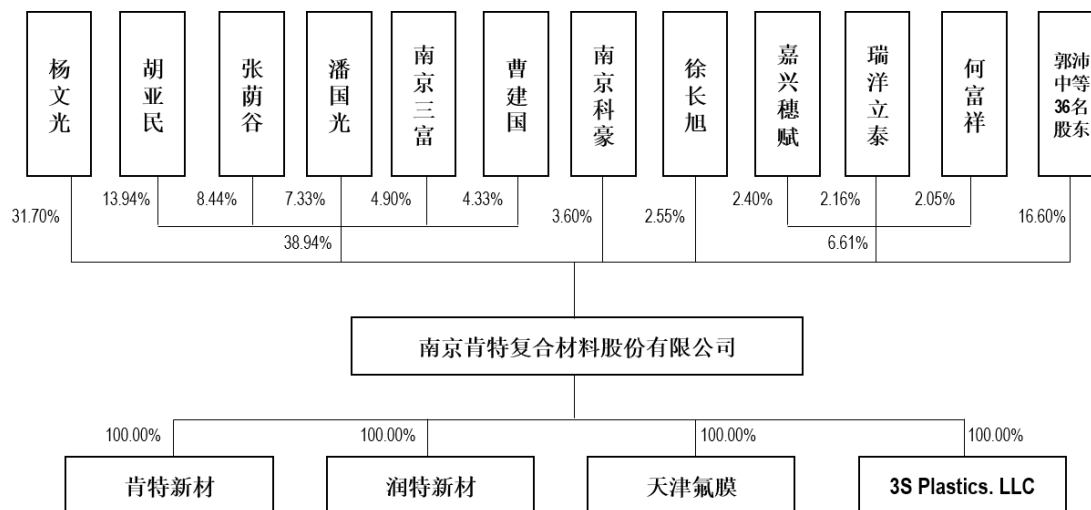 杨文光
胡亚民
张荫谷
潘国光
南京三富
曹建国
南京科豪
徐长旭
嘉兴穗赋
瑞洋立泰
何富祥
郭沛
中等
36名
股东
31.70%
13.94%
8.44%
7.33%
4.90%
4.33%
3.60%
2.55%
2.40%
2.16%
2.05%
16.60%
38.94%
6.61%
南京肯特复合材料股份有限公司
100.00%
100.00%
100.00%
100.00%
肯特新材
润特新材
天津氟膜
3S Plastics. LLC